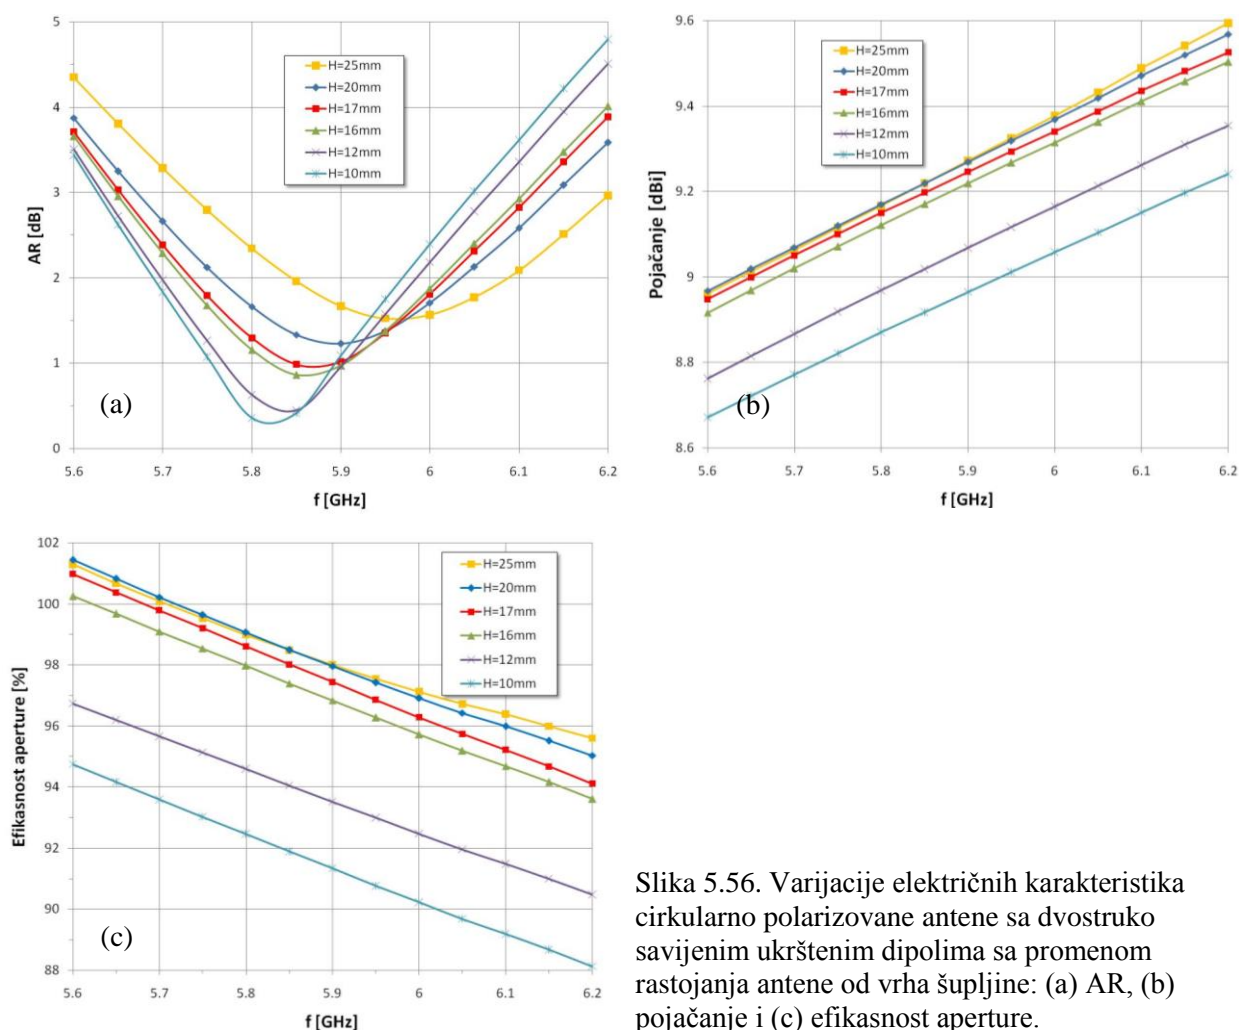 5
4
3
2
1
0
AR [dB]
H=25mm
H=20mm
H=17mm
H=16mm
H=12mm
H=10mm
(a)
5.6 5.7 5.8 5.9 6 6.1 6.2
f [GHz]
9.6
9.4
9.2
9
8.8
8.6
Pojačanje [dBi]
H=25mm
H=20mm
H=17mm
H=16mm
H=12mm
H=10mm
(b)
5.6 5.7 5.8 5.9 6 6.1 6.2
f [GHz]
102
100
98
96
94
92
90
88
Efikasnost aperture [%]
H=25mm
H=20mm
H=17mm
H=16mm
H=12mm
H=10mm
(c)
5.6 5.7 5.8 5.9 6 6.1 6.2
f [GHz]
Slika 5.56. Varijacije električnih karakteristika
cirkularno polarizovane antene sa dvostruko
savijenim ukrštenim dipolima sa promenom
rastojanja antene od vrha šupljine: (a) AR, (b)
pojačanje i (c) efikasnost aperture.